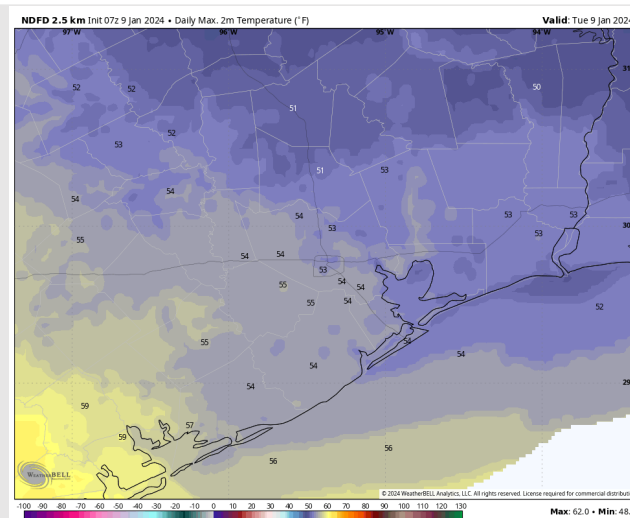 NDFD 2.5 km Init 07z 9 Jan 2024 • Daily Max. 2m Temperature (°F)
Valid: Tue 9 Jan 2024
97°W 96°W 95°W 94°W
31
52 52 51 50
52
53
51 53
54 54
54 53 53
53 53
30
55
54 54
53
55 54 54
55 54
52
55 54
54
54
29
54
59
57
59
56 56
WeatherBELL
© 2024 WeatherBELL Analytics, LLC. All rights reserved. License required for commercial distribut
-100 -90 -80 -70 -60 -50 -40 -30 -20 -10 0 10 20 30 40 50 60 70 80 90 100 110 120 130
Max: 62.0 • Min: 48.